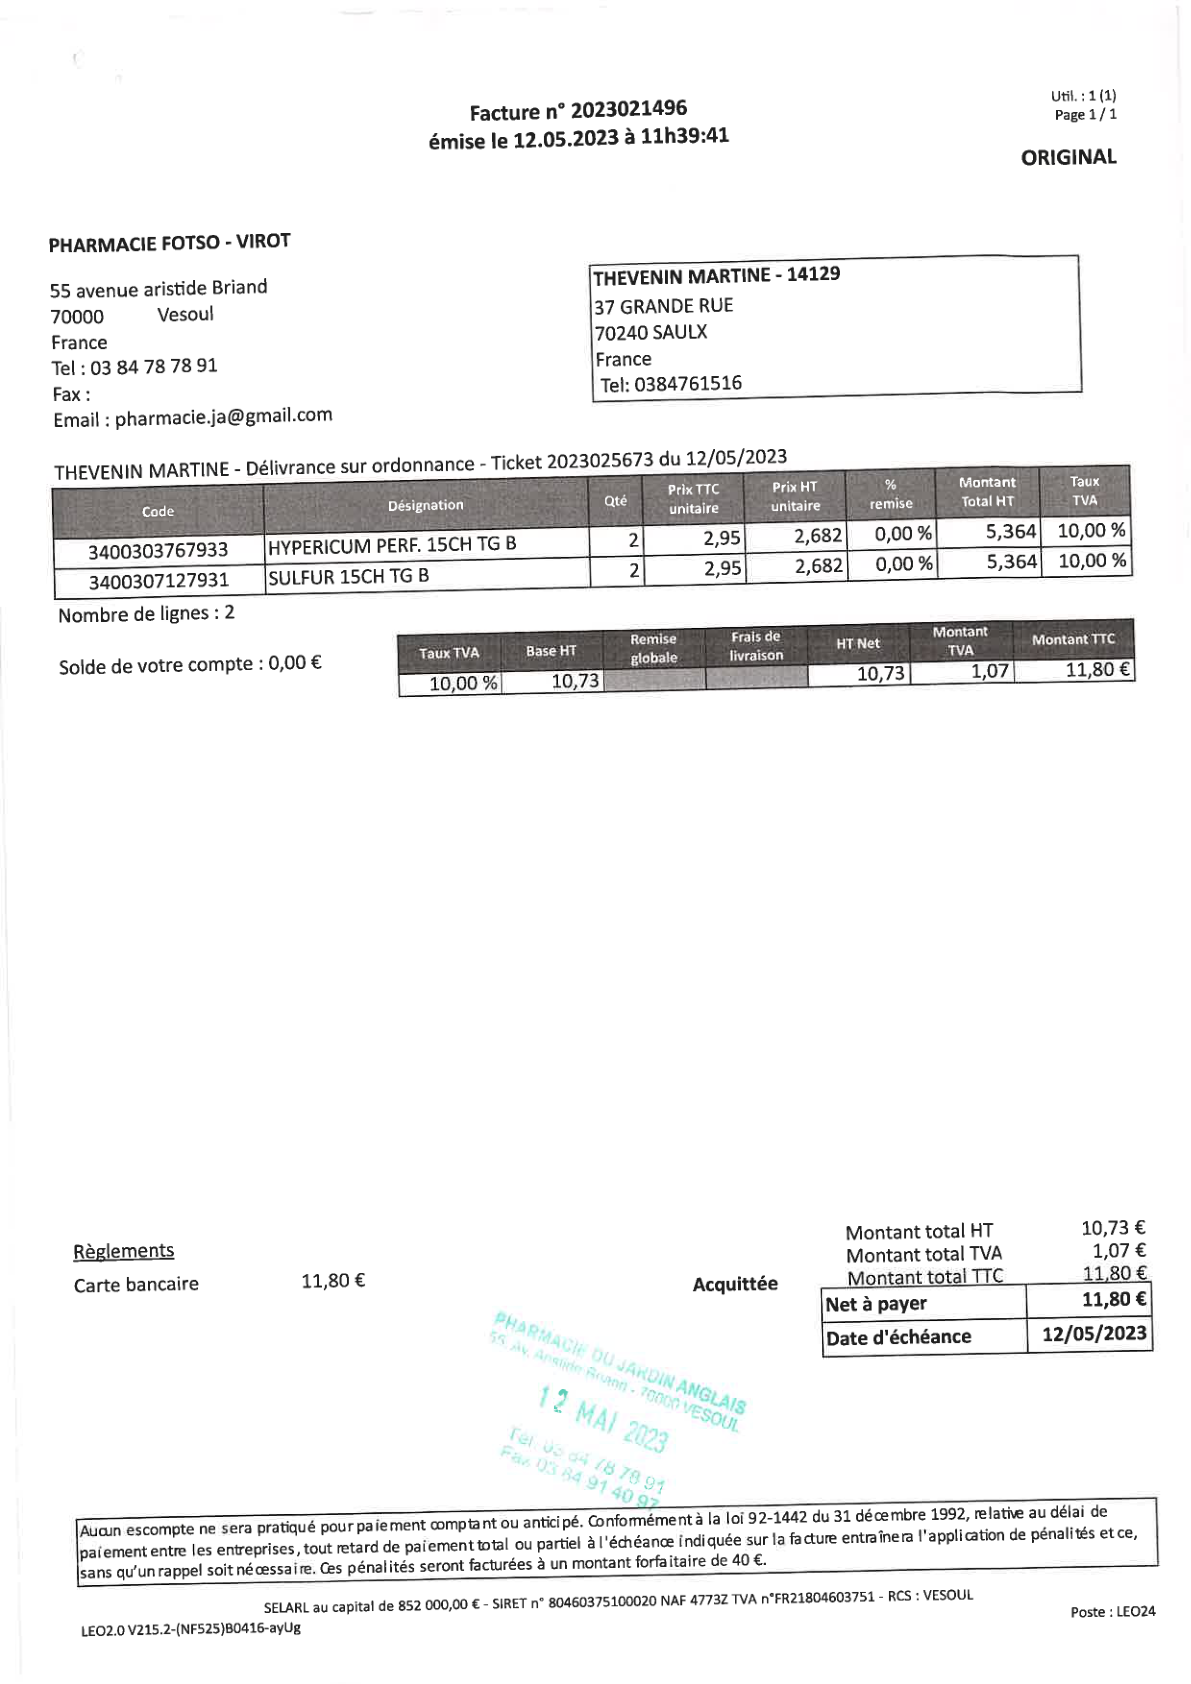 Facture n° 2023021496
émise le 12.05.2023 à 11h39:41
Util. : 1 (1)
Page 1 / 1
ORIGINAL
PHARMACIE FOTSO - VIROT
55 avenue aristide Briand
70000 Vesoul
France
Tel : 03 84 78 78 91
Fax :
Email : pharmacie.ja@gmail.com
THEVENIN MARTINE - 14129
37 GRANDE RUE
70240 SAULX
France
Tel: 0384761516
THEVENIN MARTINE - Délivrance sur ordonnance - Ticket 2023025673 du 12/05/2023
Code Désignation Qté Prix TTC unitaire Prix HT unitaire % remise Montant Total HT Taux TVA
3400303767933 HYPERICUM PERF. 15CH TG B 2 2,95 2,682 0,00 % 5,364 10,00 %
3400307127931 SULFUR 15CH TG B 2 2,95 2,682 0,00 % 5,364 10,00 %
Nombre de lignes : 2
Solde de votre compte : 0,00 €
Taux TVA Base HT Remise globale Frais de livraison HT Net Montant TVA Montant TTC
10,00 % 10,73 10,73 1,07 11,80 €
Règlements
Carte bancaire 11,80 €
Acquittée
Montant total HT 10,73 €
Montant total TVA 1,07 €
Montant total TTC 11,80 €
Net à payer 11,80 €
Date d'échéance 12/05/2023
PHARMACIE DU JARDIN ANGLAIS
55, Av. Aristide Briand - 70000 VESOUL
12 MAI 2023
Tél. 03 84 78 78 91
Fax 03 84 91 40 97
Aucun escompte ne sera pratiqué pour paiement comptant ou anticipé. Conformément à la loi 92-1442 du 31 décembre 1992, relative au délai de
paiement entre les entreprises, tout retard de paiement total ou partiel à l'échéance indiquée sur la facture entraînera l'application de pénalités et ce,
sans qu'un rappel soit nécessaire. Ces pénalités seront facturées à un montant forfaitaire de 40 €.
SELARL au capital de 852 000,00 € - SIRET n° 80460375100020 NAF 4773Z TVA n°FR21804603751 - RCS : VESOUL
LEO2.0 V215.2-(NF525)B0416-ayUg
Poste : LEO24